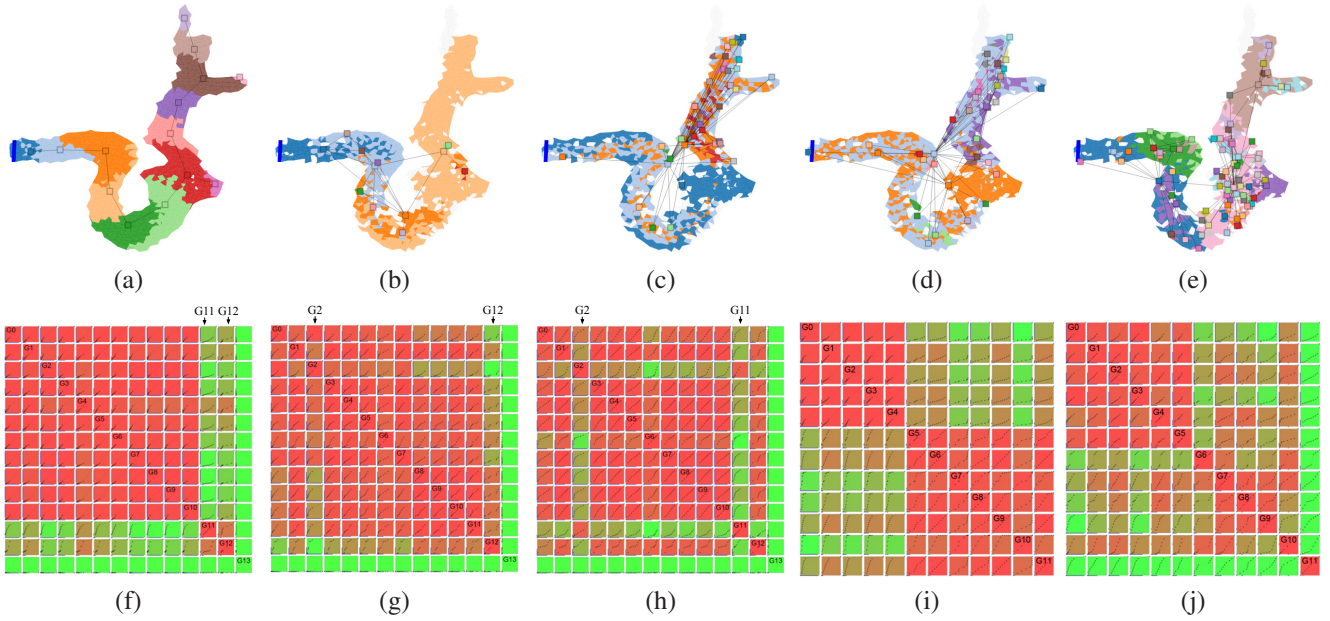 (a) (b) (c) (d) (e)
G11 G12 G2 G12 G2 G11
G0 G0 G0 G0 G0
G1 G1 G1 G1 G1
G2 G2 G2 G2 G2
G3 G3 G3 G3 G3
G4 G4 G4 G4 G4
G5 G5 G5 G5 G5
G6 G6 G6 G6 G6
G7 G7 G7 G7 G7
G8 G8 G8 G8 G8
G9 G9 G9 G9 G9
G10 G10 G10 G10 G10
G11 G11 G11 G11 G11
G12 G12 G12
G13 G13 G13
(f) (g) (h) (i) (j)